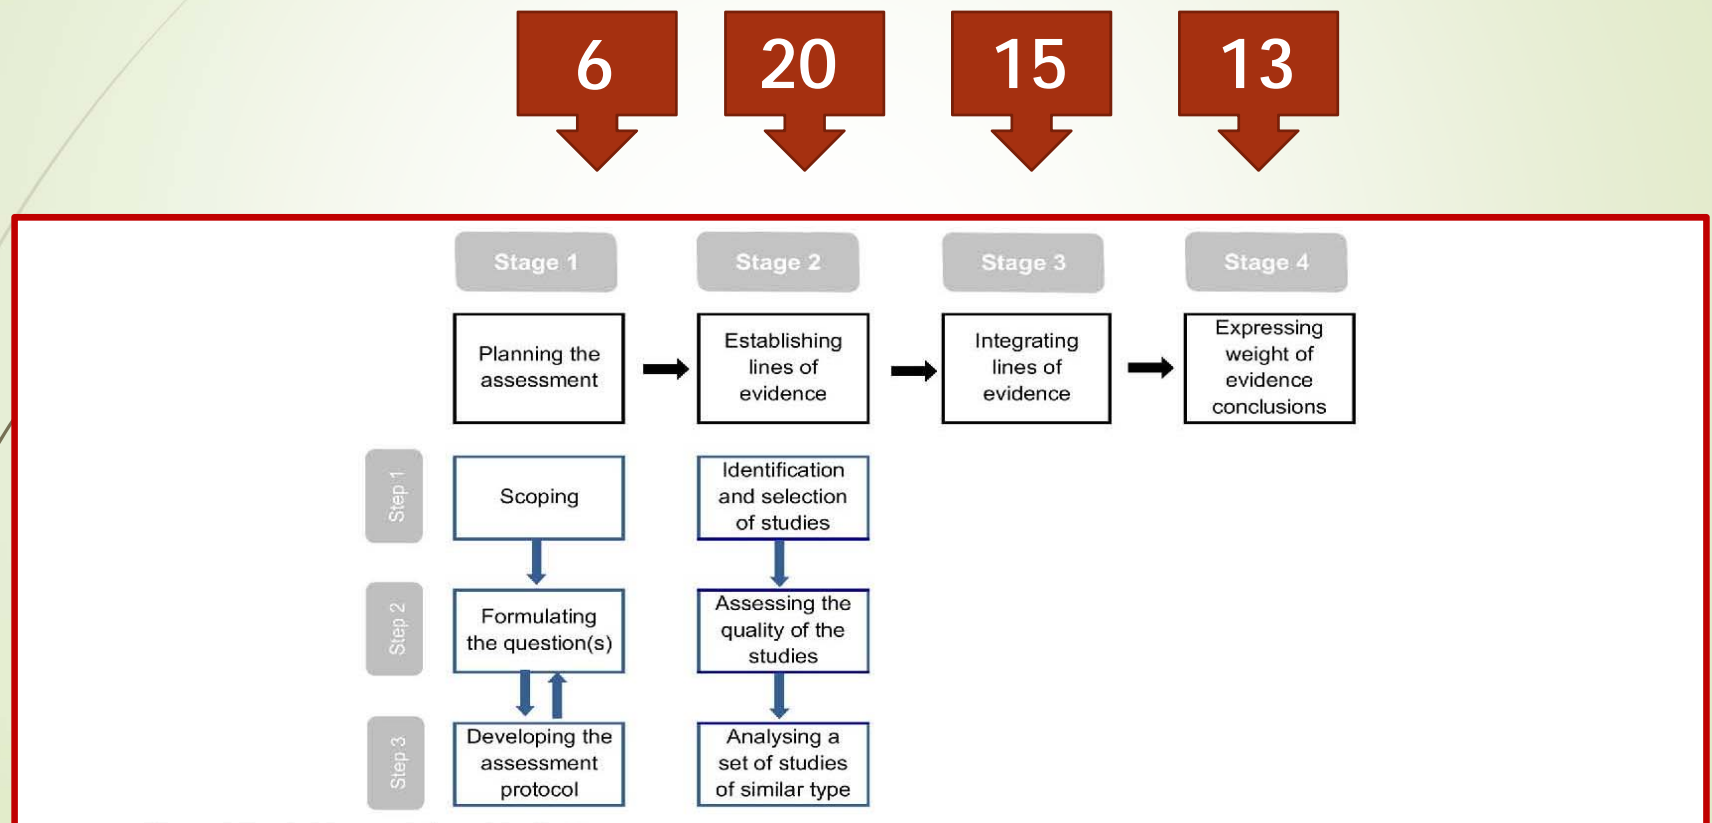 6
20
15
13
Stage 1
Stage 2
Stage 3
Stage 4
Planning the
assessment
Establishing
lines of
evidence
Integrating
lines of
evidence
Expressing
weight of
evidence
conclusions
Step 1
Scoping
Identification
and selection
of studies
Step 2
Formulating
the question(s)
Assessing the
quality of the
studies
Step 3
Developing the
assessment
protocol
Analysing a
set of studies
of similar type